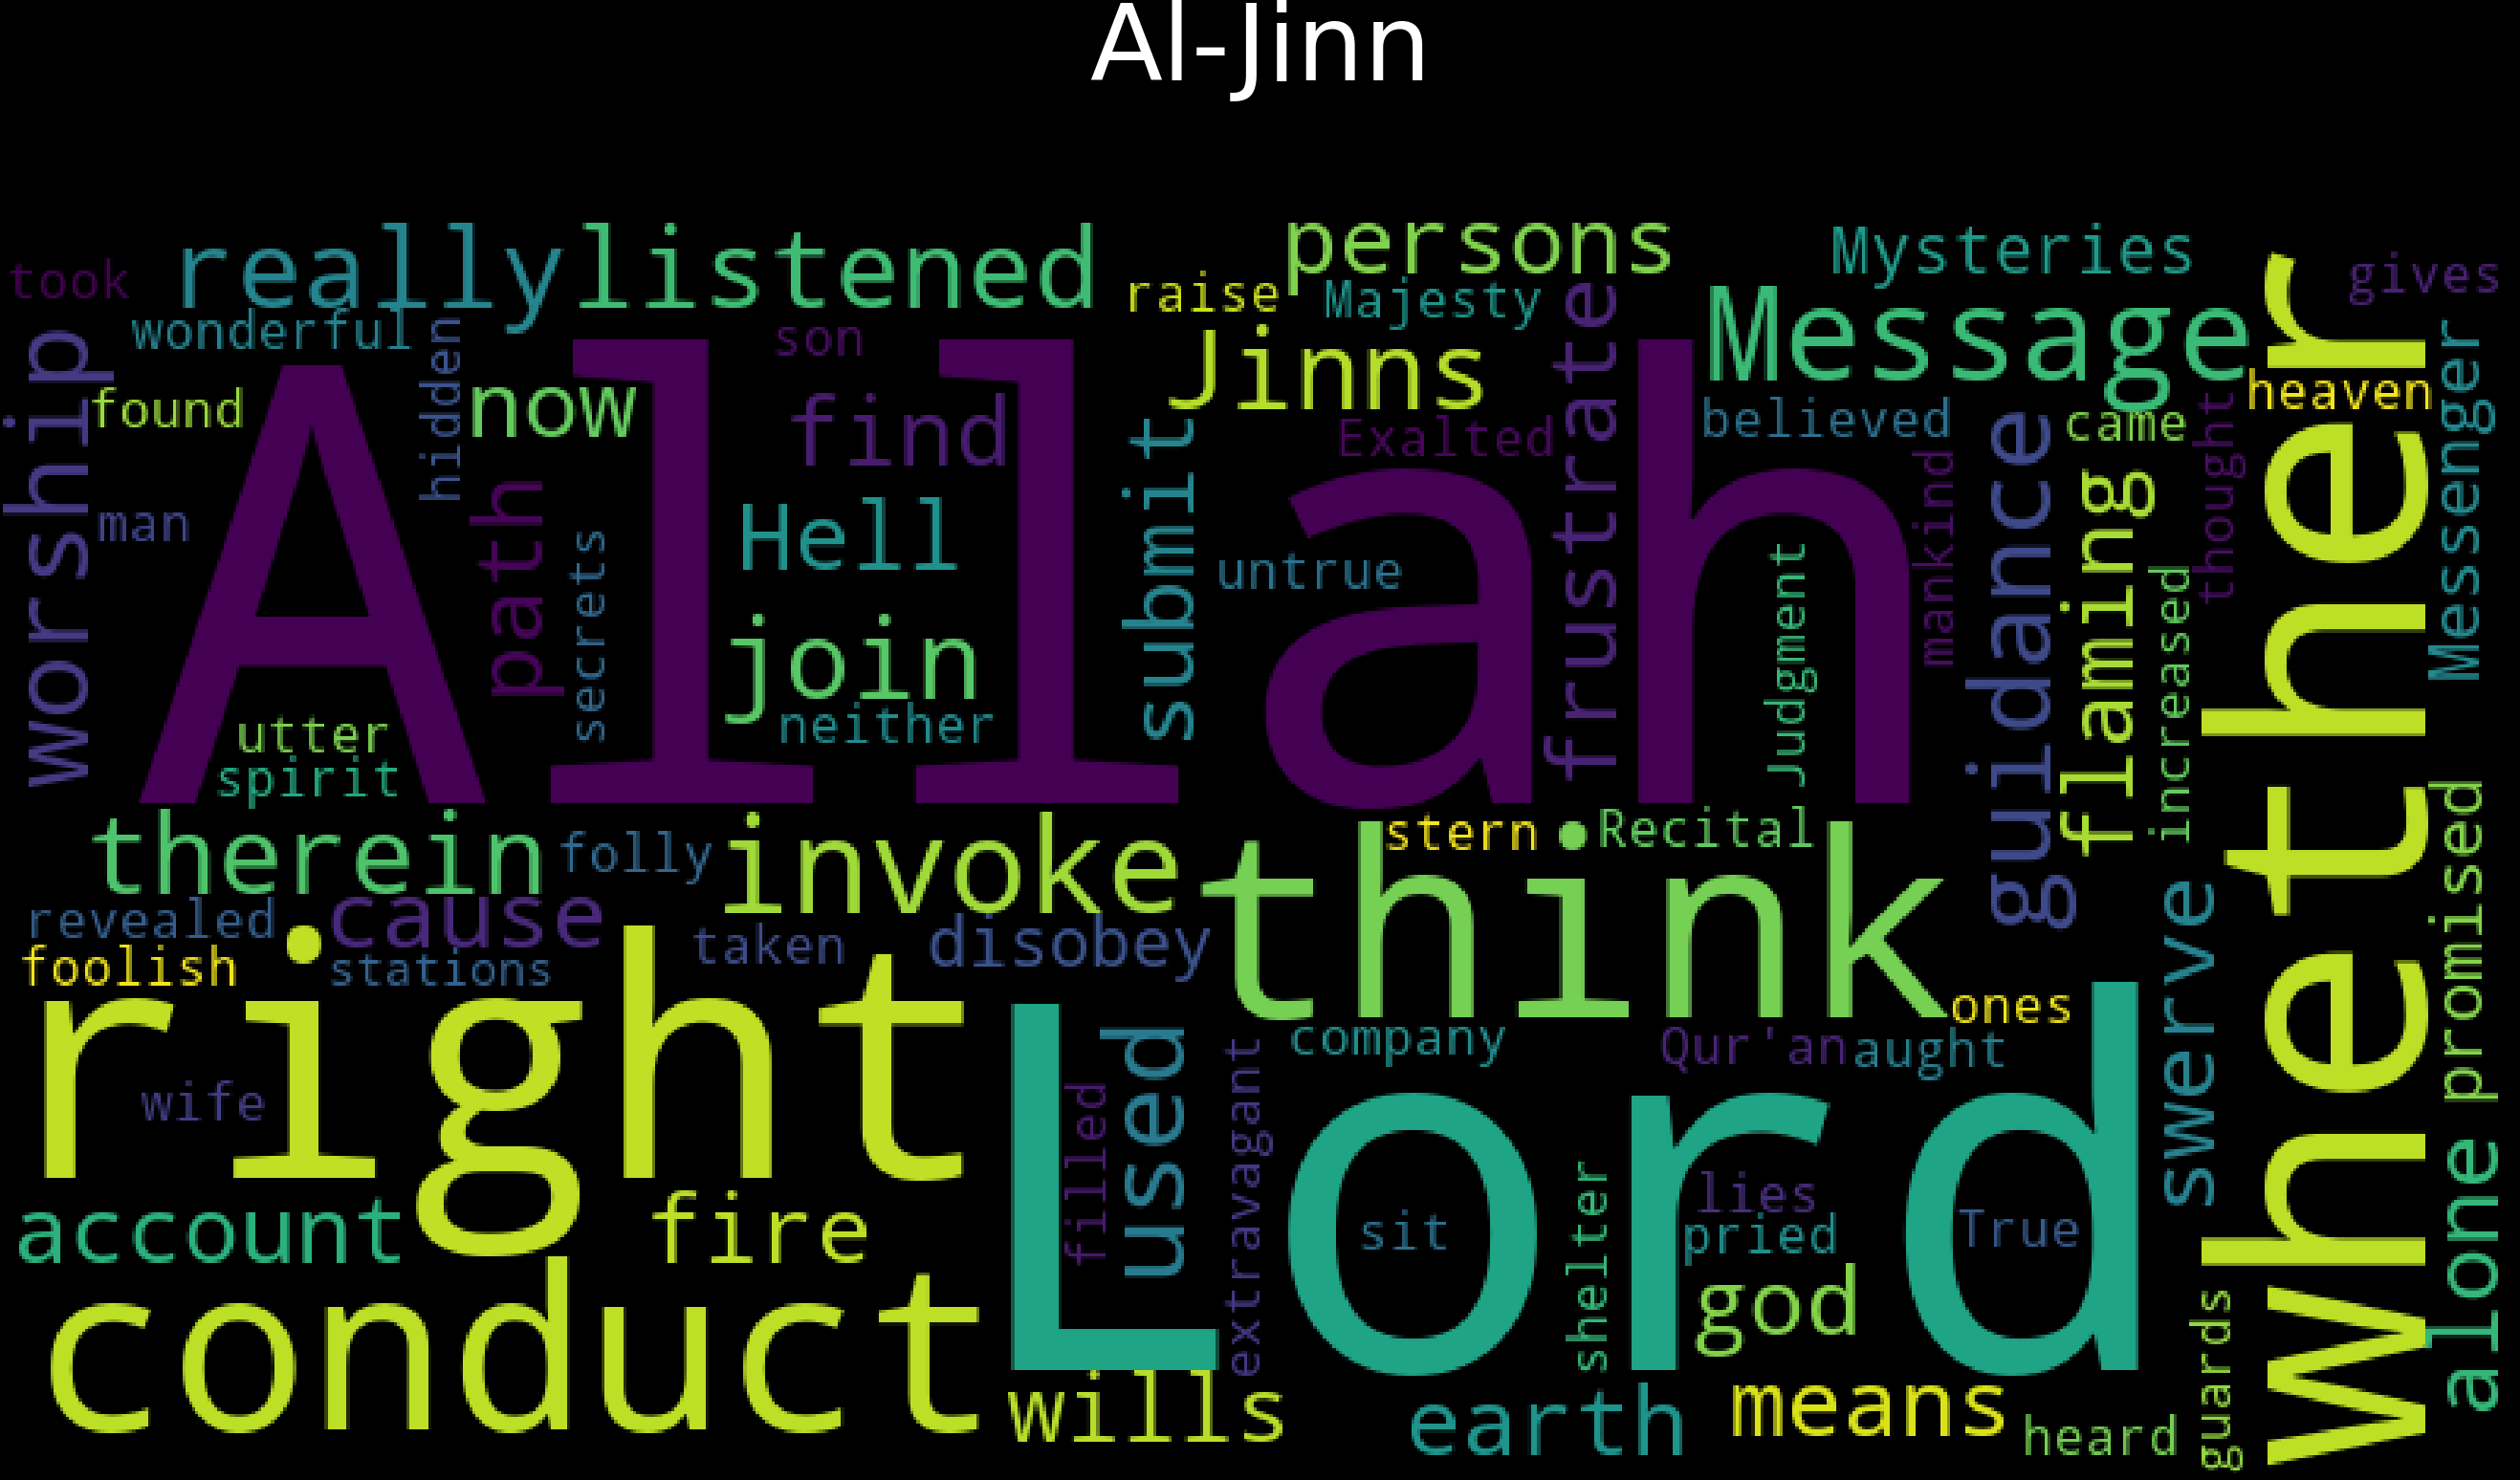 Al-Jinn
took
really
listened
persons
Mysteries
gives
raise
Majesty
wonderful
hidden
son
Jinns
frustrate
Message
whether
worship
found
now
find
Exalted
believed
came
heaven
Messenger
Allah
man
path
secrets
Hell
submit
untrue
Judgment
mankind
guidance
flaming
thought
increased
join
neither
utter
spirit
therein
folly
invoke
stern
Recital
think
revealed
cause
foolish
stations
taken
disobey
ones
swerve
promised
right
company
Qur'an
aught
wife
Lord
filled
used
extravagant
sit
shelter
lies
pried
True
account
fire
god
alone
conduct
wills
earth
means
heard
guards